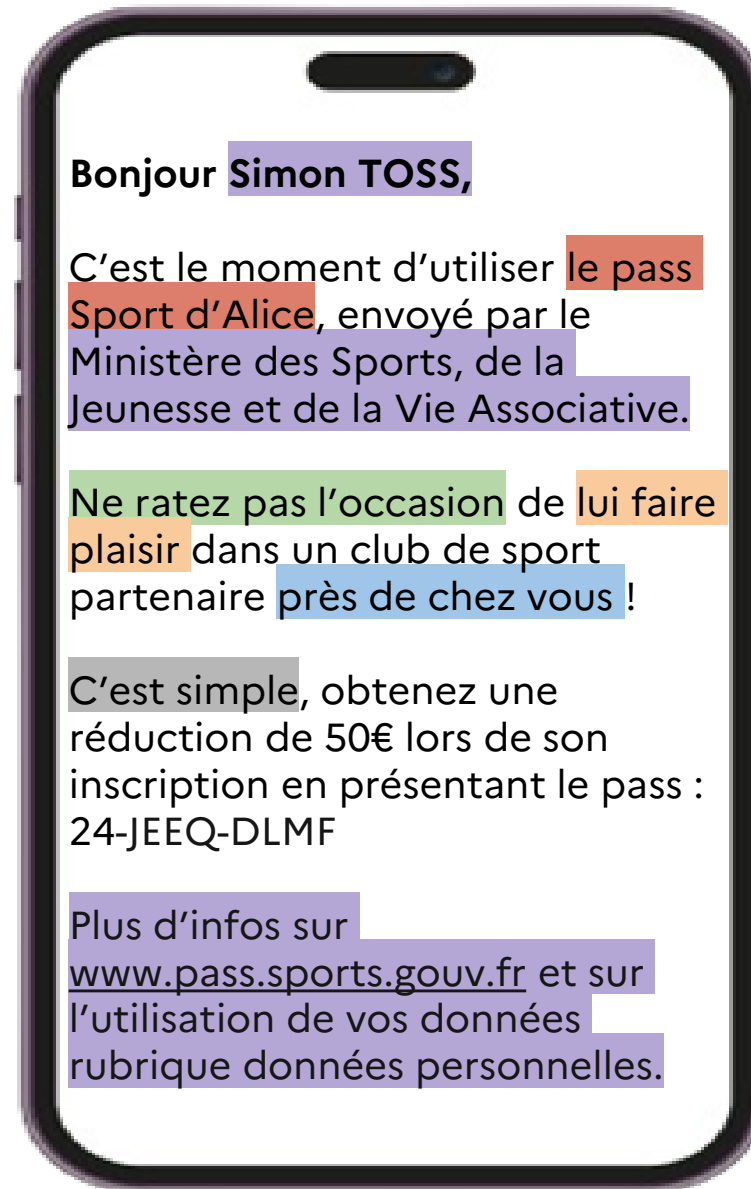 Bonjour Simon TOSS,
C’est le moment d’utiliser le pass
Sport d’Alice, envoyé par le
Ministère des Sports, de la
Jeunesse et de la Vie Associative.
Ne ratez pas l’occasion de lui faire
plaisir dans un club de sport
partenaire près de chez vous !
C’est simple, obtenez une
réduction de 50€ lors de son
inscription en présentant le pass :
24-JEEQ-DLMF
Plus d’infos sur
www.pass.sports.gouv.fr et sur
l’utilisation de vos données
rubrique données personnelles.